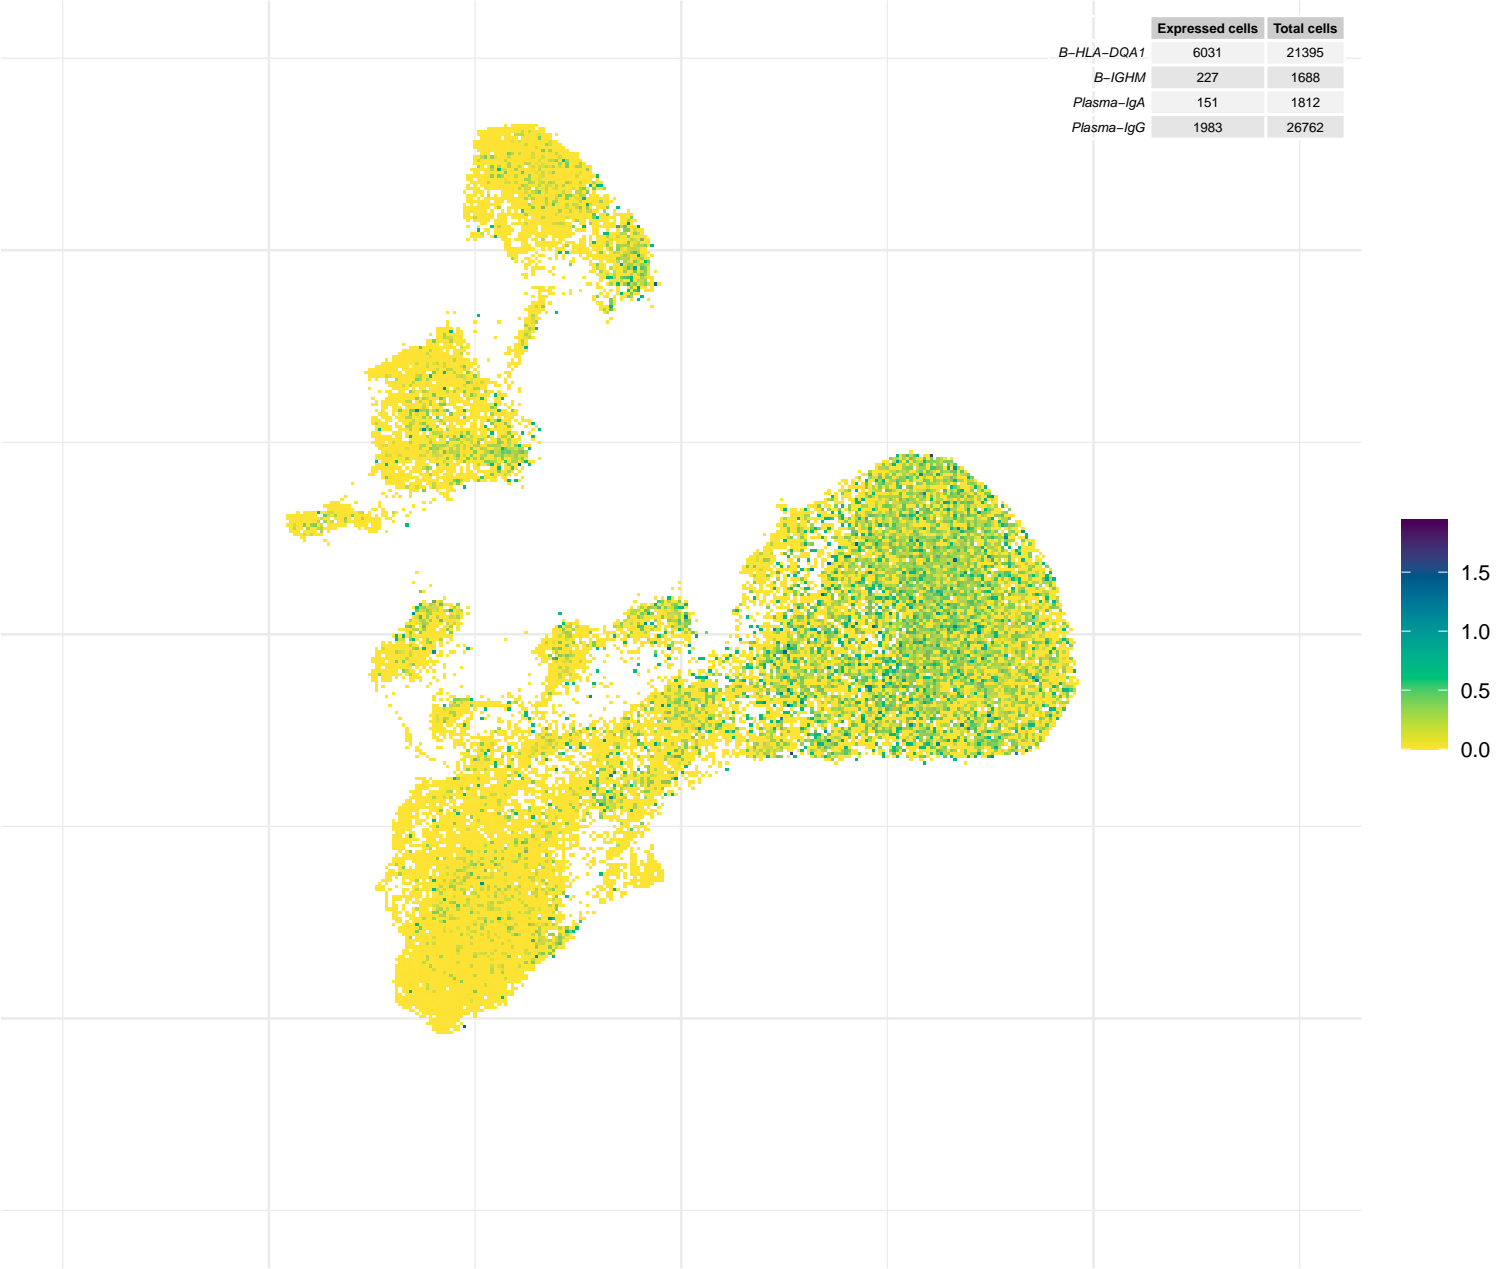 Expressed cells Total cells
B−HLA−DQA1 6031 21395
B−IGHM 227 1688
Plasma−IgA 151 1812
Plasma−IgG 1983 26762
1.5
1.0
0.5
0.0